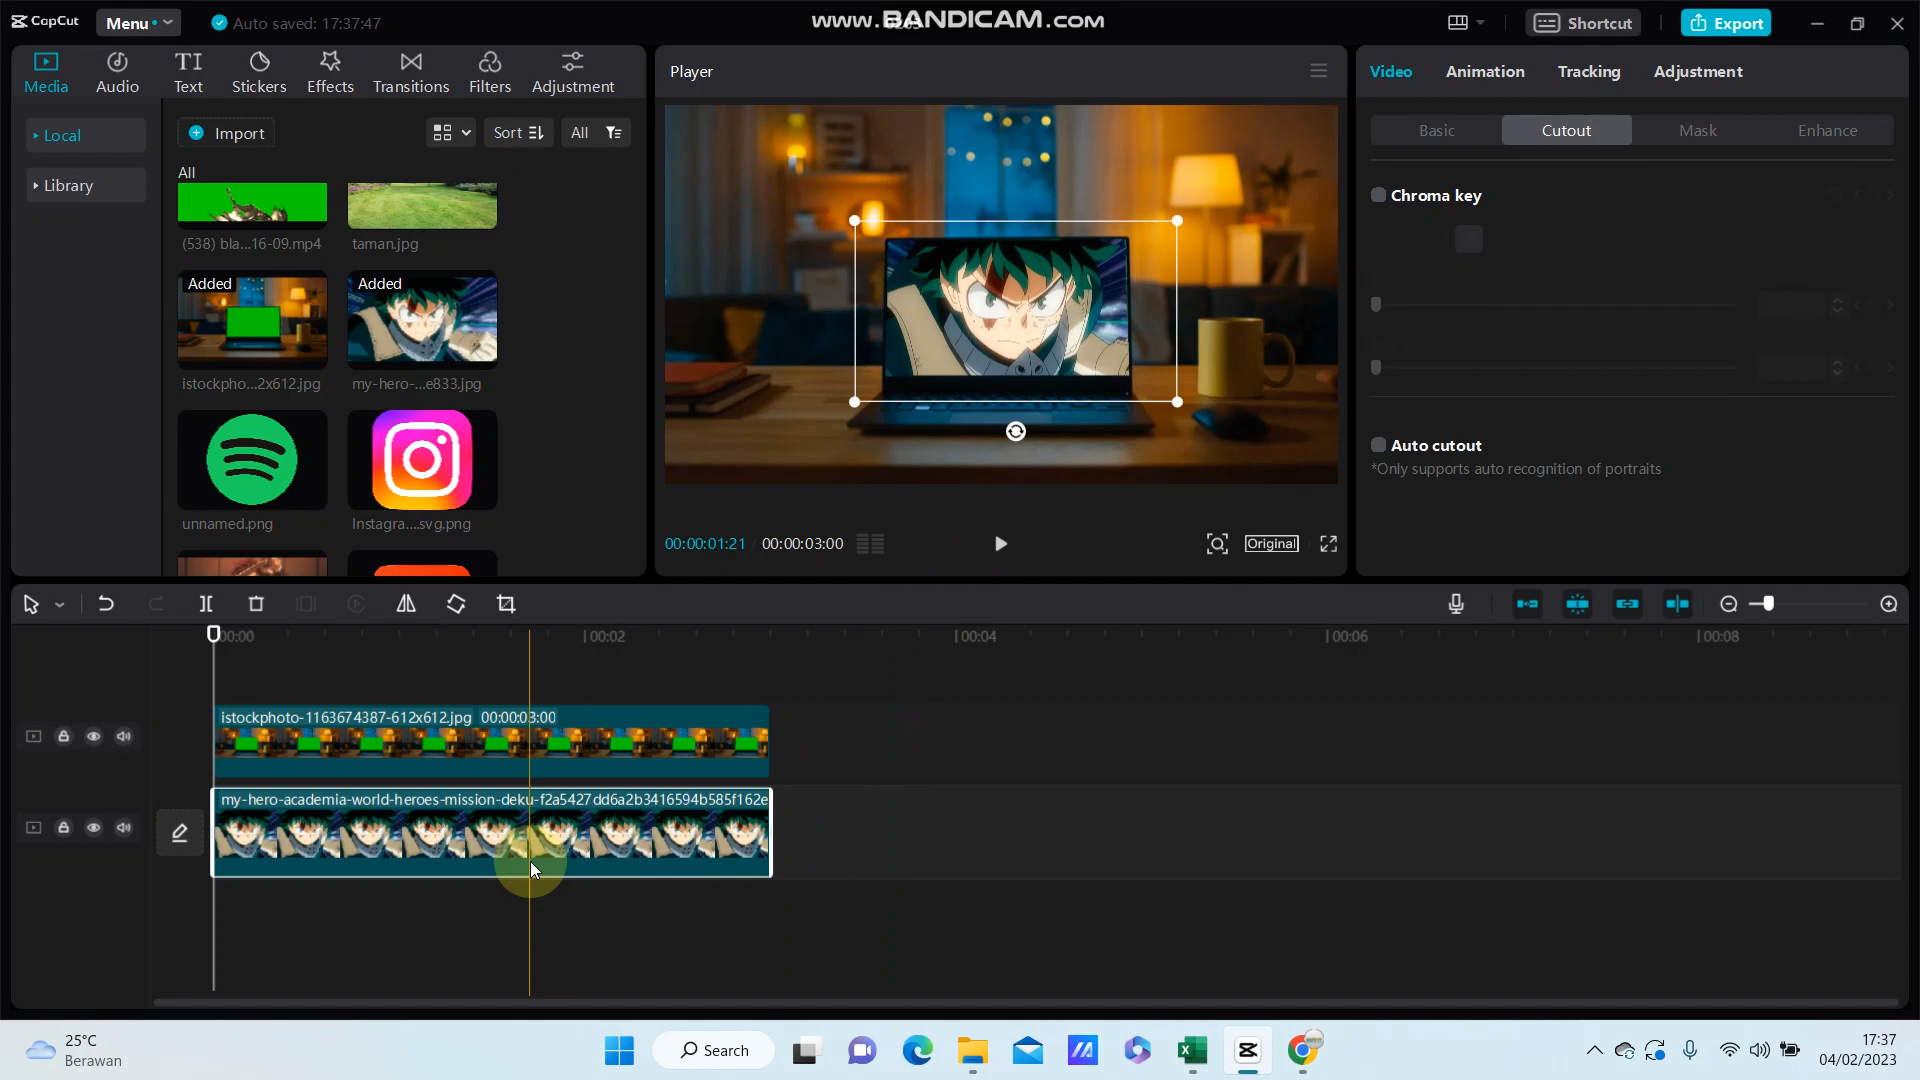 CapCut
Menu
Auto saved: 17:37:47
www.BANDICAM.com
Shortcut
Export
Media
Audio
Text
Stickers
Effects
Transitions
Filters
Adjustment
Player
Video
Animation
Tracking
Adjustment
Local
Library
Import
Sort
All
All
(538) bla...16-09.mp4
taman.jpg
Added
Added
istockpho...2x612.jpg
my-hero-...e833.jpg
unnamed.png
Instagra....svg.png
Basic
Cutout
Mask
Enhance
Chroma key
Auto cutout
*Only supports auto recognition of portraits
00:00:01:21
00:00:03:00
Original
00:00
00:02
00:04
00:06
00:08
istockphoto-1163674387-612x612.jpg 00:00:03:00
my-hero-academia-world-heroes-mission-deku-f2a5427dd6a2b3416594b585f162e
25°C
Berawan
Search
17:37
04/02/2023